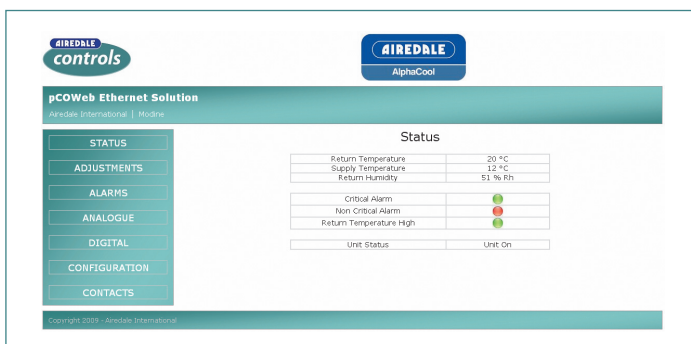 AIREDALE
controls
AIREDALE
AlphaCool
pCOWeb Ethernet Solution
Airedale International | Modine
STATUS
ADJUSTMENTS
ALARMS
ANALOGUE
DIGITAL
CONFIGURATION
CONTACTS
Status
Return Temperature 20 °C
Supply Temperature 12 °C
Return Humidity 51 % Rh
Critical Alarm
Non Critical Alarm
Return Temperature High
Unit Status Unit On
Copyright 2009 - Airedale International